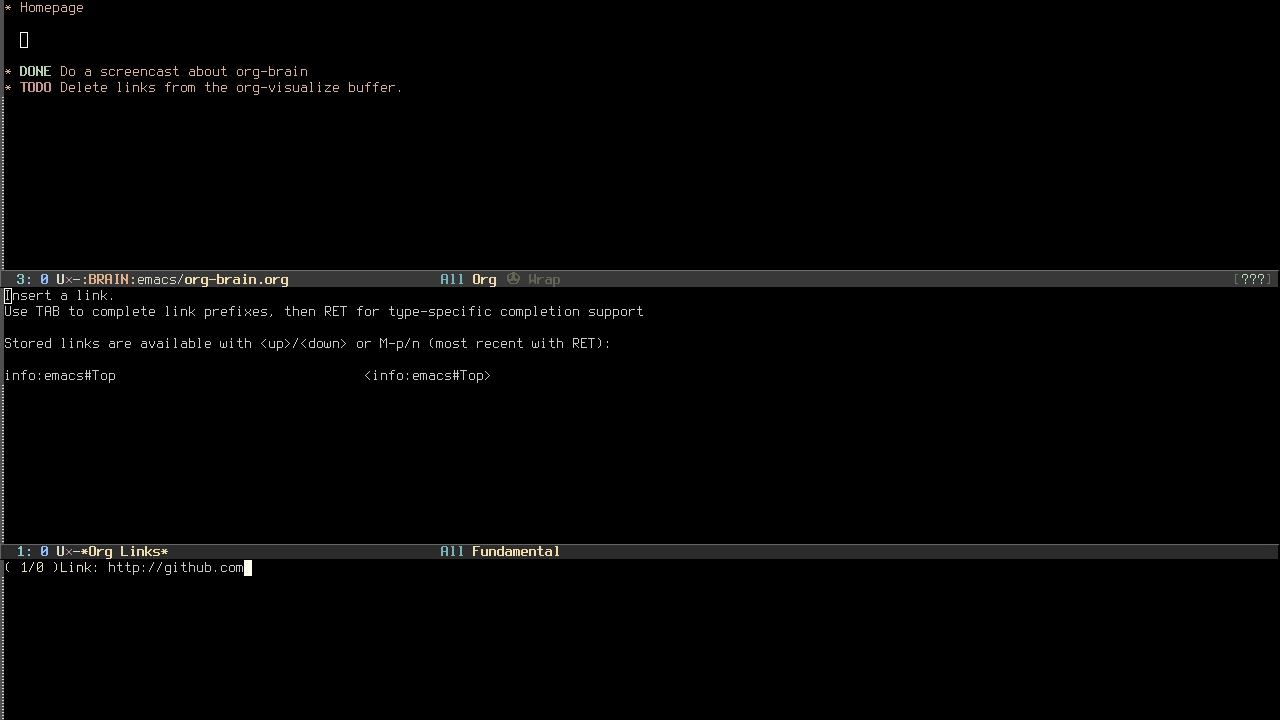 * Homepage
* DONE Do a screencast about org-brain
* TODO Delete links from the org-visualize buffer.
3: 0 U×-:BRAIN:emacs/org-brain.org All Org Wrap [???]
Insert a link.
Use TAB to complete link prefixes, then RET for type-specific completion support
Stored links are available with <up>/<down> or M-p/n (most recent with RET):
info:emacs#Top <info:emacs#Top>
1: 0 U×-*Org Links* All Fundamental
( 1/0 )Link: http://github.com